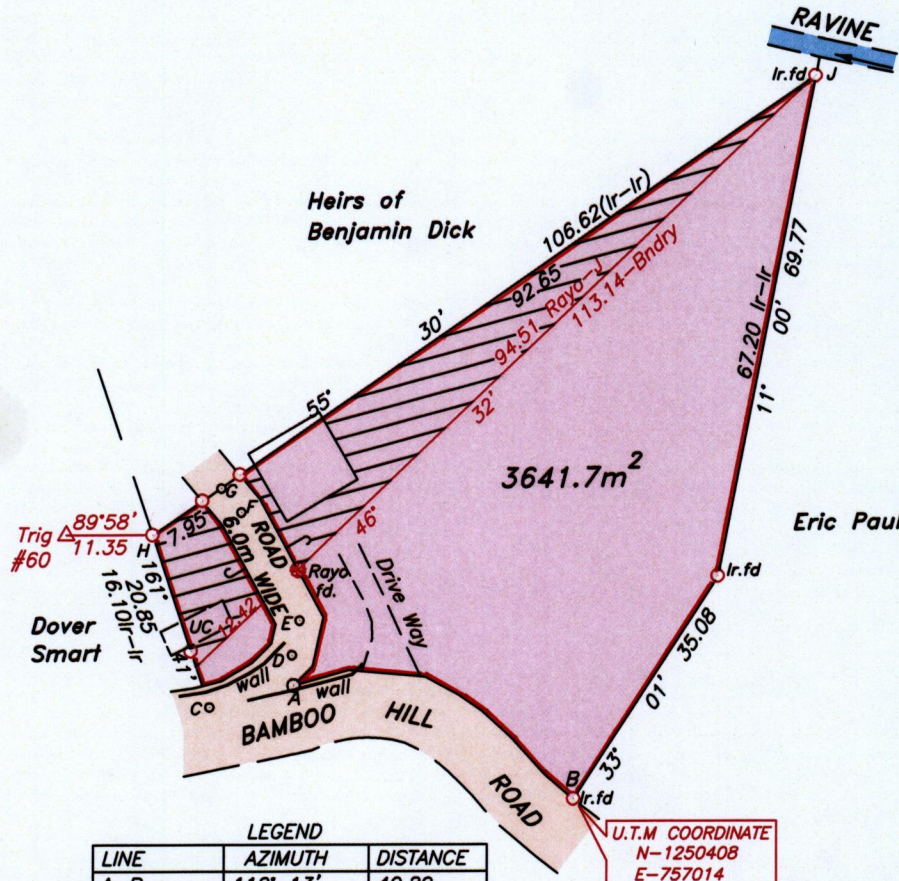 RAVINE
Ir.fd J
Heirs of
Benjamin Dick
106.62(Ir-Ir)
92.65
94.51 Rayo-J
113.14-Bndry
30'
55°
32'
46°
69.77
67.20 Ir-Ir
00'
11°
3641.7m²
Eric Paul
Trig
#60
89°58'
11.35
H
7.95
G
F
ROAD
6.0m WIDE
Rayo
fd.
Drive Way
Ir.fd
161°
41'
20.85
16.10Ir-Ir
UC
E
D
Dover
Smart
wall
wall
C
A
BAMBOO HILL ROAD
35.08
01'
33°
B
Ir.fd
U.T.M COORDINATE
N-1250408
E-757014
LEGEND
LINE AZIMUTH DISTANCE